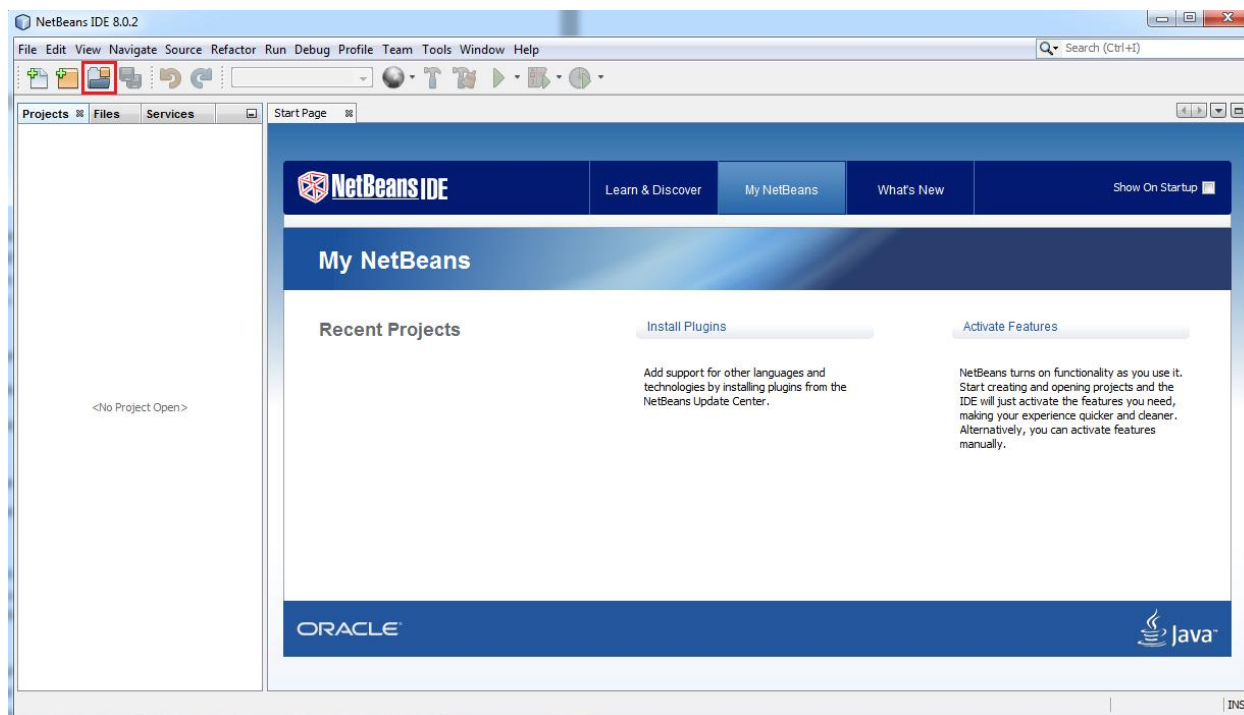 NetBeans IDE 8.0.2
File Edit View Navigate Source Refactor Run Debug Profile Team Tools Window Help
Search (Ctrl+I)
Projects Files Services
Start Page
NetBeans IDE
Learn & Discover
My NetBeans
What's New
Show On Startup
My NetBeans
Recent Projects
Install Plugins
Add support for other languages and
technologies by installing plugins from the
NetBeans Update Center.
Activate Features
NetBeans turns on functionality as you use it.
Start creating and opening projects and the
IDE will just activate the features you need,
making your experience quicker and cleaner.
Alternatively, you can activate features
manually.
<No Project Open>
ORACLE
Java
INS